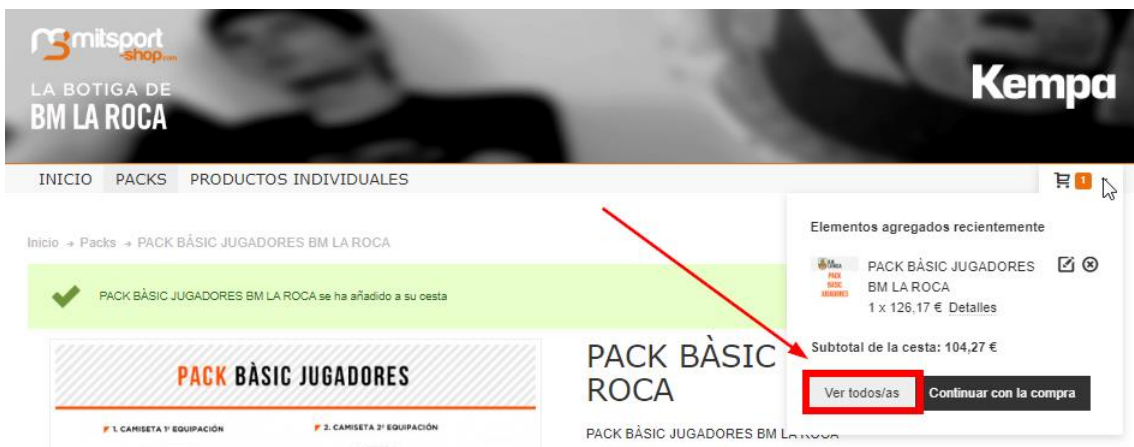 mitsport
-shop.com
LA BOTIGA DE
BM LA ROCA
Kempa
INICIO PACKS PRODUCTOS INDIVIDUALES
1
Inicio → Packs → PACK BÀSIC JUGADORES BM LA ROCA
PACK BÀSIC JUGADORES BM LA ROCA se ha añadido a su cesta
Elementos agregados recientemente
PACK BÀSIC JUGADORES
PACK
BÀSIC
JUGADORES
BM LA ROCA
1 x 126,17 € Detalles
Subtotal de la cesta: 104,27 €
Ver todos/as Continuar con la compra
PACK BÀSIC JUGADORES
1. CAMISETA 1ª EQUIPACIÓN 2. CAMISETA 2ª EQUIPACIÓN
PACK BÀSIC
ROCA
PACK BÀSIC JUGADORES BM LA ROCA